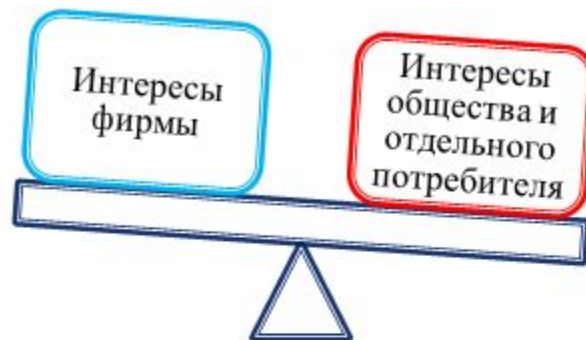 Интересы
фирмы
Интересы
общества и
отдельного
потребителя